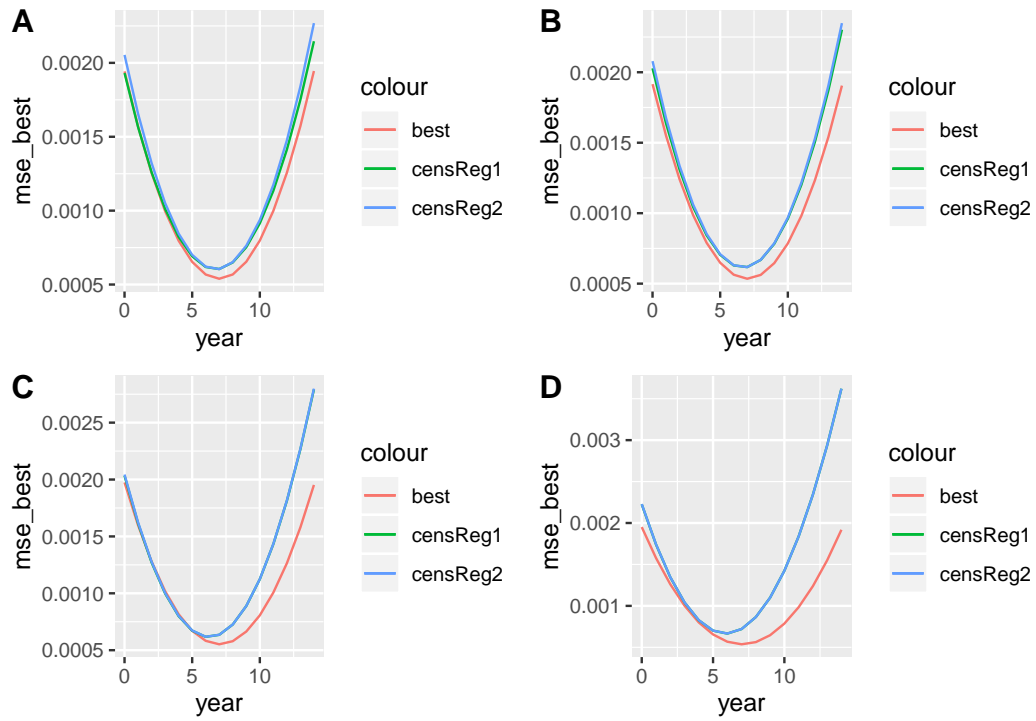 A
mse_best
0.0020
0.0015
0.0010
0.0005
0
5
10
year
colour
best
censReg1
censReg2
B
mse_best
0.0020
0.0015
0.0010
0.0005
0
5
10
year
colour
best
censReg1
censReg2
C
mse_best
0.0025
0.0020
0.0015
0.0010
0.0005
0
5
10
year
colour
best
censReg1
censReg2
D
mse_best
0.003
0.002
0.001
0
5
10
year
colour
best
censReg1
censReg2